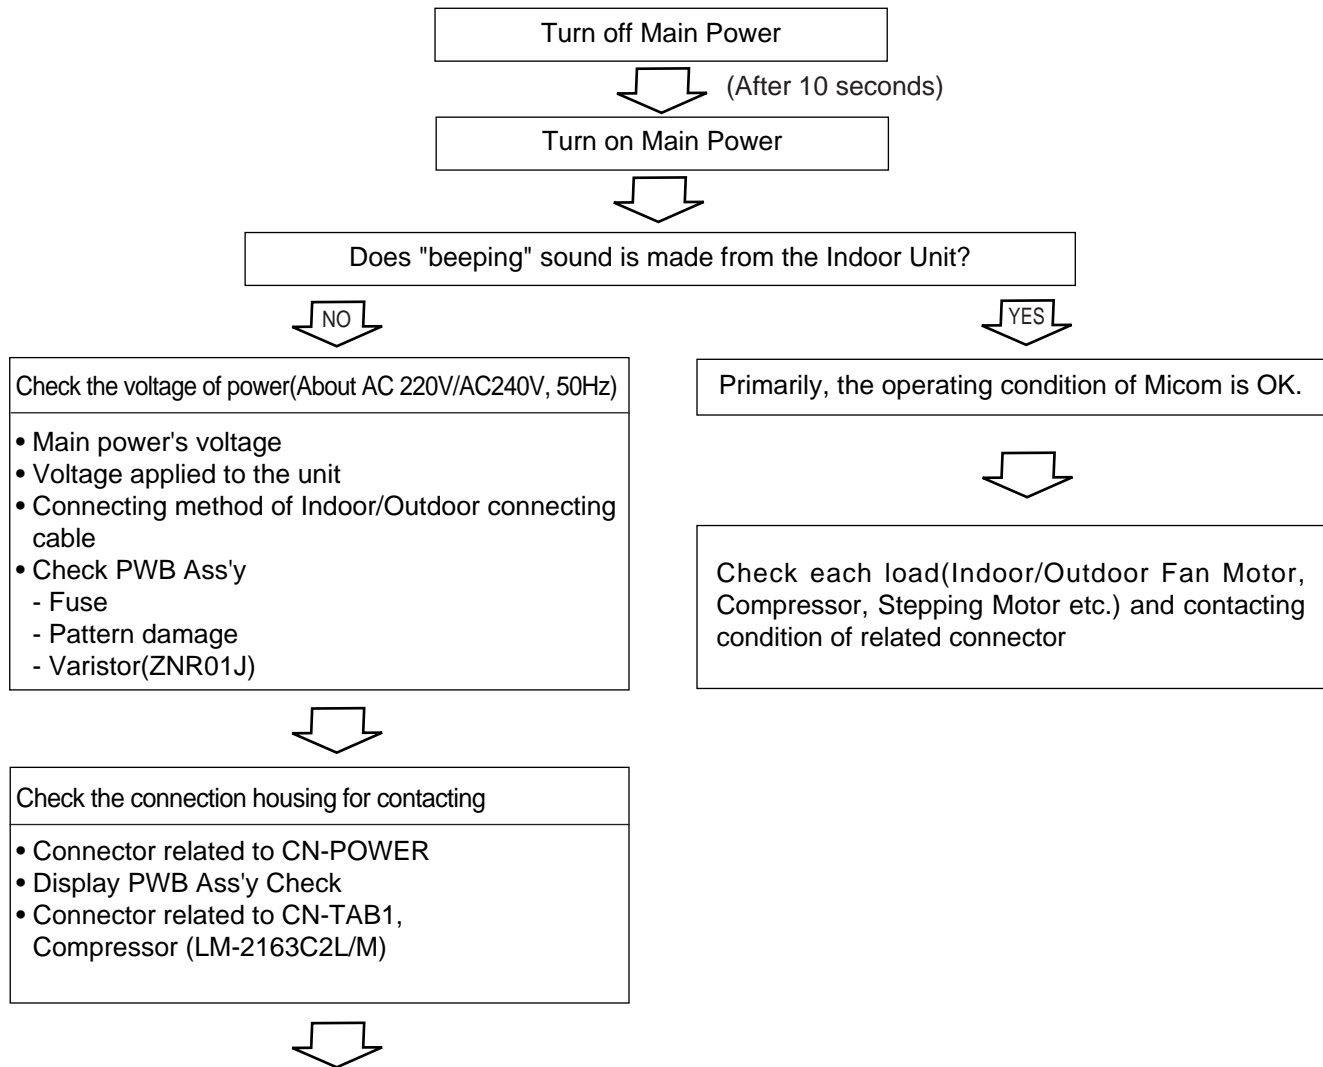 Turn off Main Power
(After 10 seconds)
Turn on Main Power
Does "beeping" sound is made from the Indoor Unit?
NO
YES
Check the voltage of power(About AC 220V/AC240V, 50Hz)
• Main power's voltage
• Voltage applied to the unit
• Connecting method of Indoor/Outdoor connecting
cable
• Check PWB Ass'y
- Fuse
- Pattern damage
- Varistor(ZNR01J)
Primarily, the operating condition of Micom is OK.
Check each load(Indoor/Outdoor Fan Motor,
Compressor, Stepping Motor etc.) and contacting
condition of related connector
Check the connection housing for contacting
• Connector related to CN-POWER
• Display PWB Ass'y Check
• Connector related to CN-TAB1,
Compressor (LM-2163C2L/M)